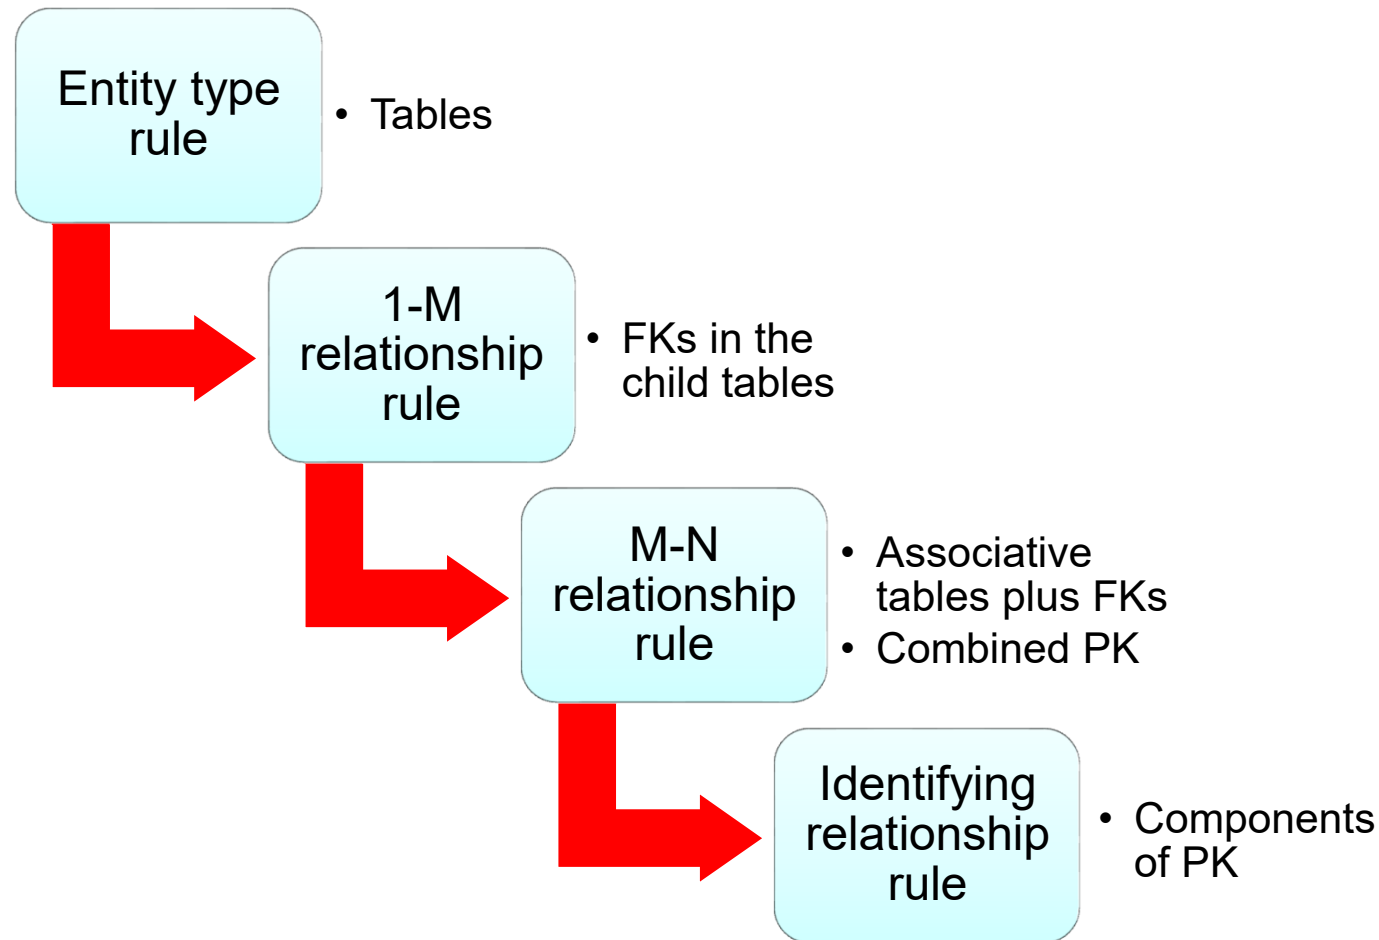 Entity type
rule
• Tables
1-M
relationship
rule
• FKs in the
child tables
M-N
relationship
rule
• Associative
tables plus FKs
• Combined PK
Identifying
relationship
rule
• Components
of PK